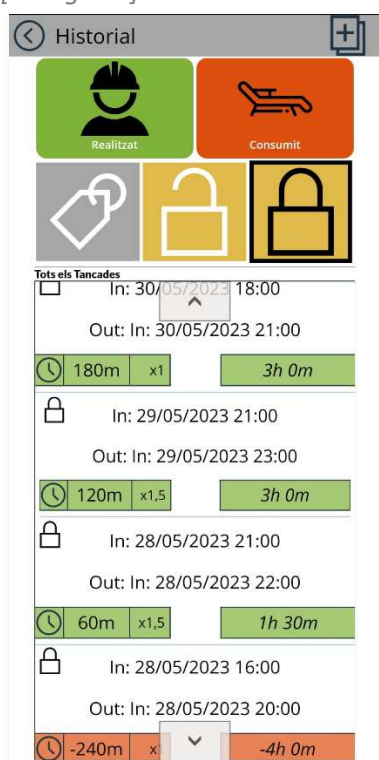 Historial
Realitzat
Consumit
Tots els Tancades
In: 30/05/2023 18:00
Out: In: 30/05/2023 21:00
180m x1 3h 0m
In: 29/05/2023 21:00
Out: In: 29/05/2023 23:00
120m x1,5 3h 0m
In: 28/05/2023 21:00
Out: In: 28/05/2023 22:00
60m x1,5 1h 30m
In: 28/05/2023 16:00
Out: In: 28/05/2023 20:00
-240m -4h 0m